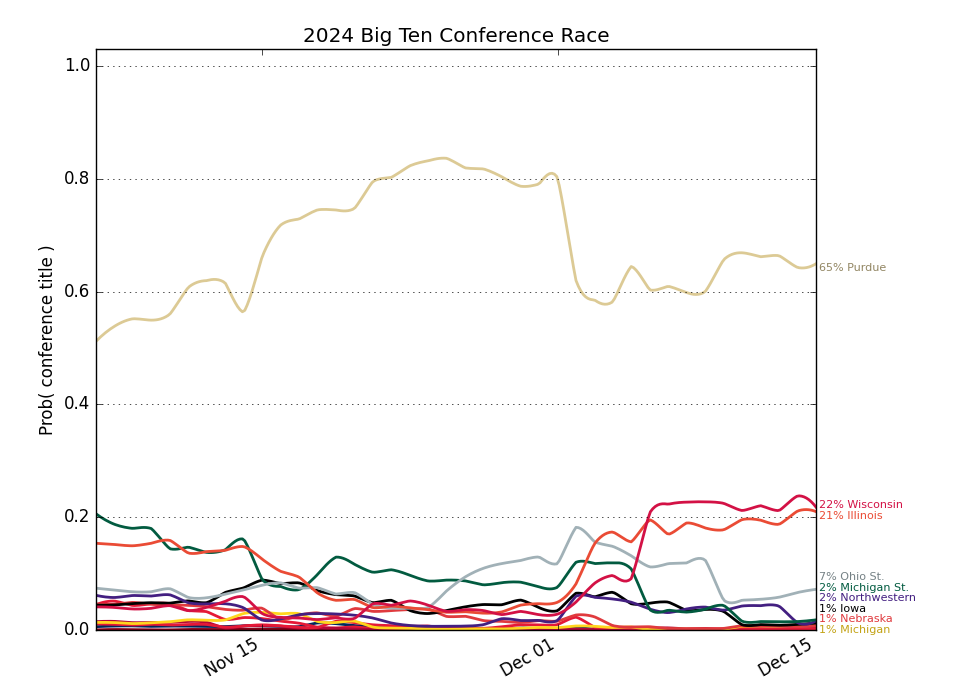 2024 Big Ten Conference Race
1.0
0.8
0.6
0.4
0.2
0.0
Prob( conference title )
65% Purdue
22% Wisconsin
21% Illinois
7% Ohio St.
2% Michigan St.
2% Northwestern
1% Iowa
1% Nebraska
1% Michigan
Nov 15
Dec 01
Dec 15